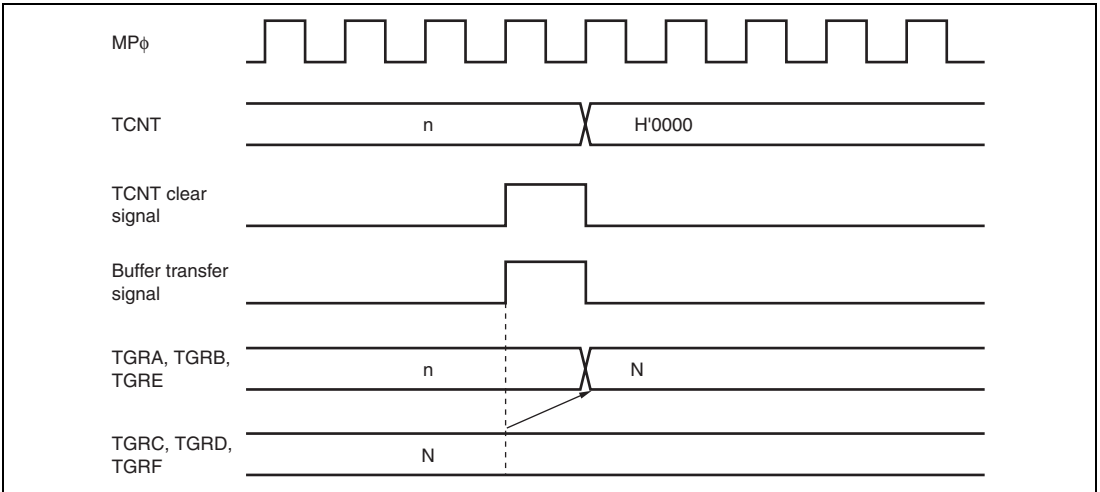 MPϕ
TCNT
n
H'0000
TCNT clear
signal
Buffer transfer
signal
TGRA, TGRB,
TGRE
n
N
TGRC, TGRD,
TGRF
N